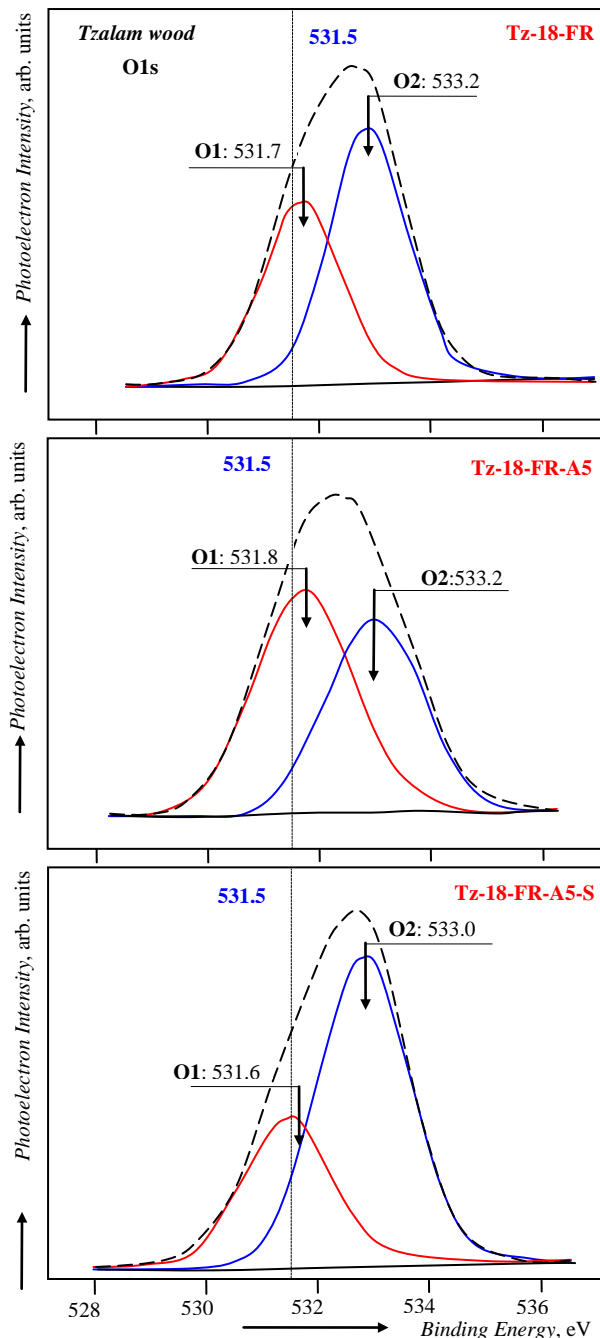 Tzalam wood
531.5
Tz-18-FR
O1s
O2: 533.2
O1: 531.7
Photoelectron Intensity, arb. units
531.5
Tz-18-FR-A5
O1: 531.8
O2:533.2
Photoelectron Intensity, arb. units
531.5
Tz-18-FR-A5-S
O2: 533.0
O1: 531.6
Photoelectron Intensity, arb. units
528
530
532
534
536
Binding Energy, eV